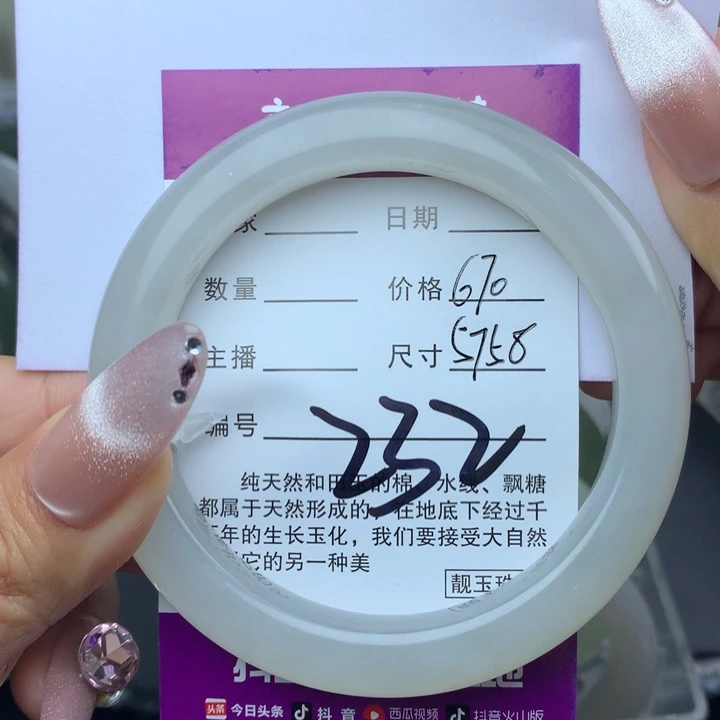 家 日期
数量 价格 670
主播 尺寸 5758
编号 232
纯天然和田玉的棉、水线、飘糖
都属于天然形成的，在地底下经过千
年的生长玉化，我们要接受大自然
它的另一种美
靓玉珠
头条 今日头条 抖音 西瓜视频 抖音火山版